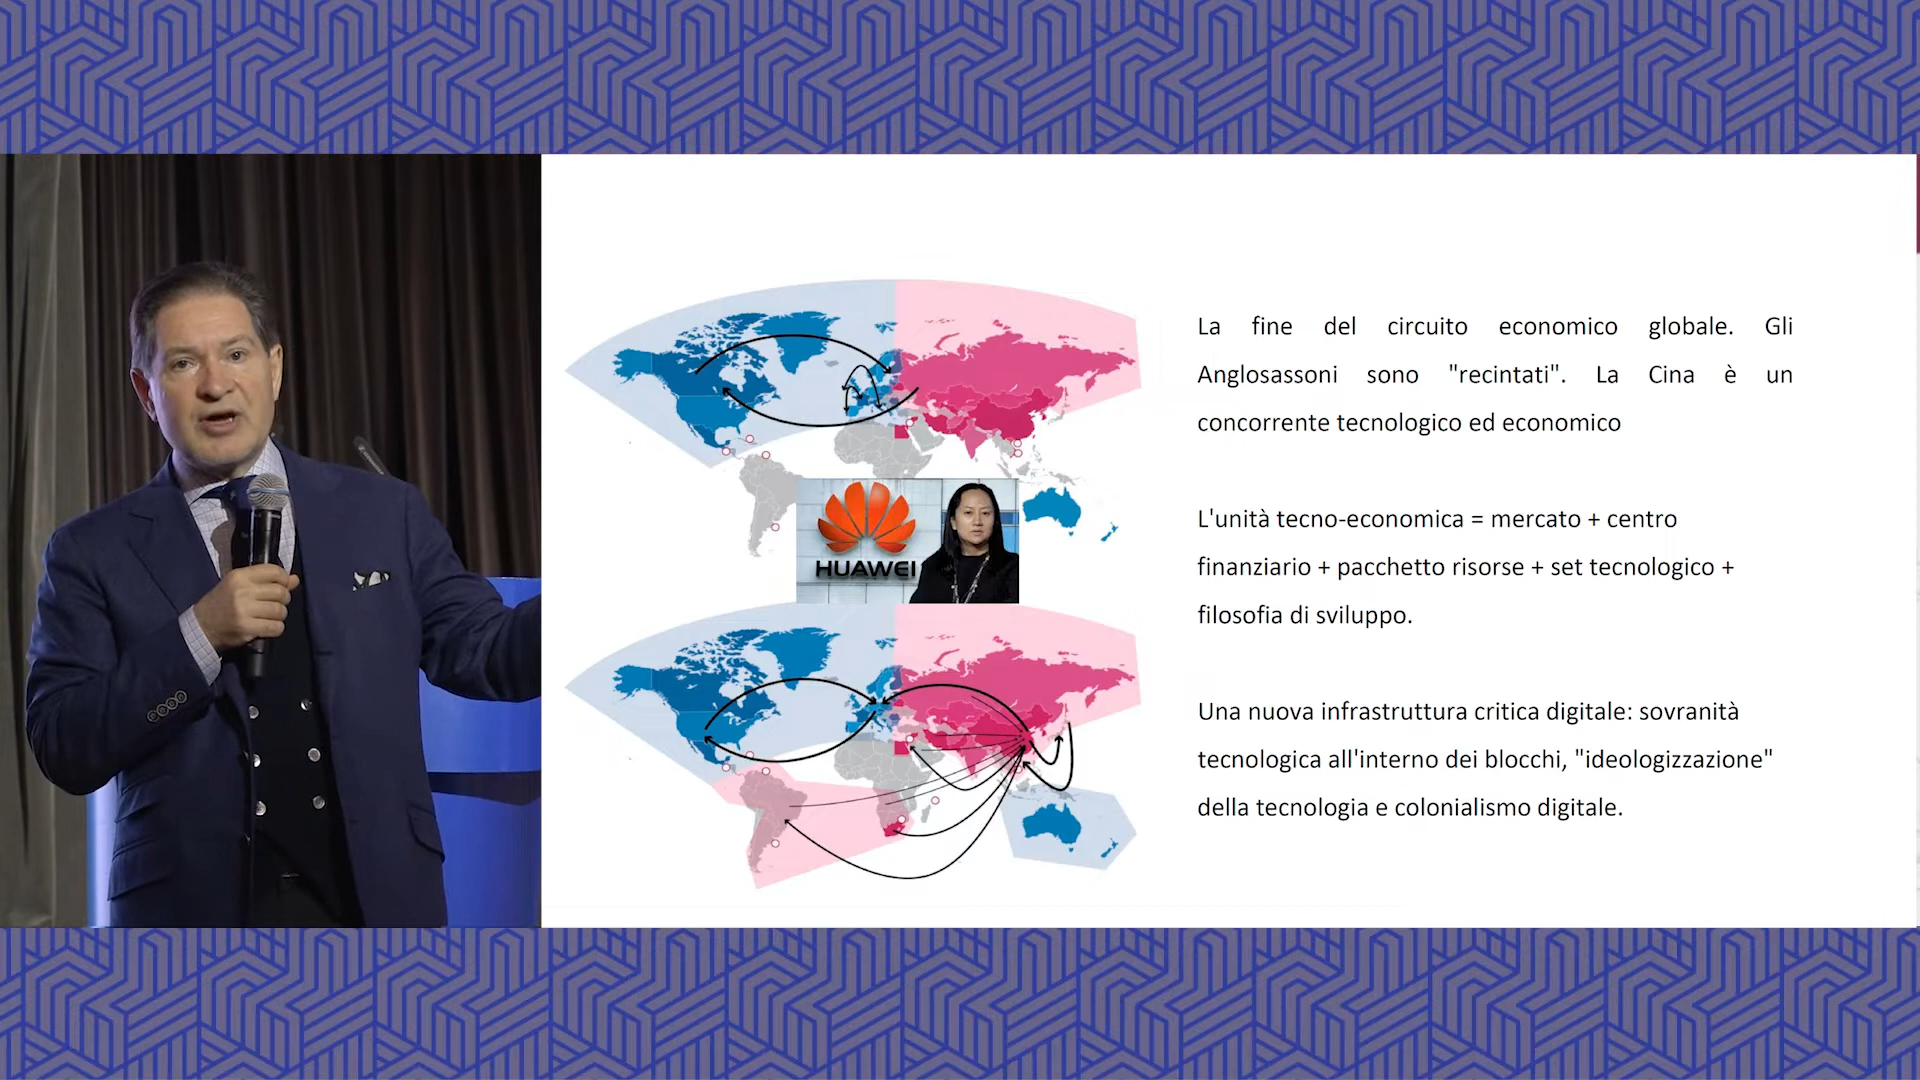 La fine del circuito economico globale. Gli
Anglosassoni sono "recintati". La Cina è un
concorrente tecnologico ed economico
L'unità tecno-economica = mercato + centro
finanziario + pacchetto risorse + set tecnologico +
filosofia di sviluppo.
Una nuova infrastruttura critica digitale: sovranità
tecnologica all'interno dei blocchi, "ideologizzazione"
della tecnologia e colonialismo digitale.
HUAWEI